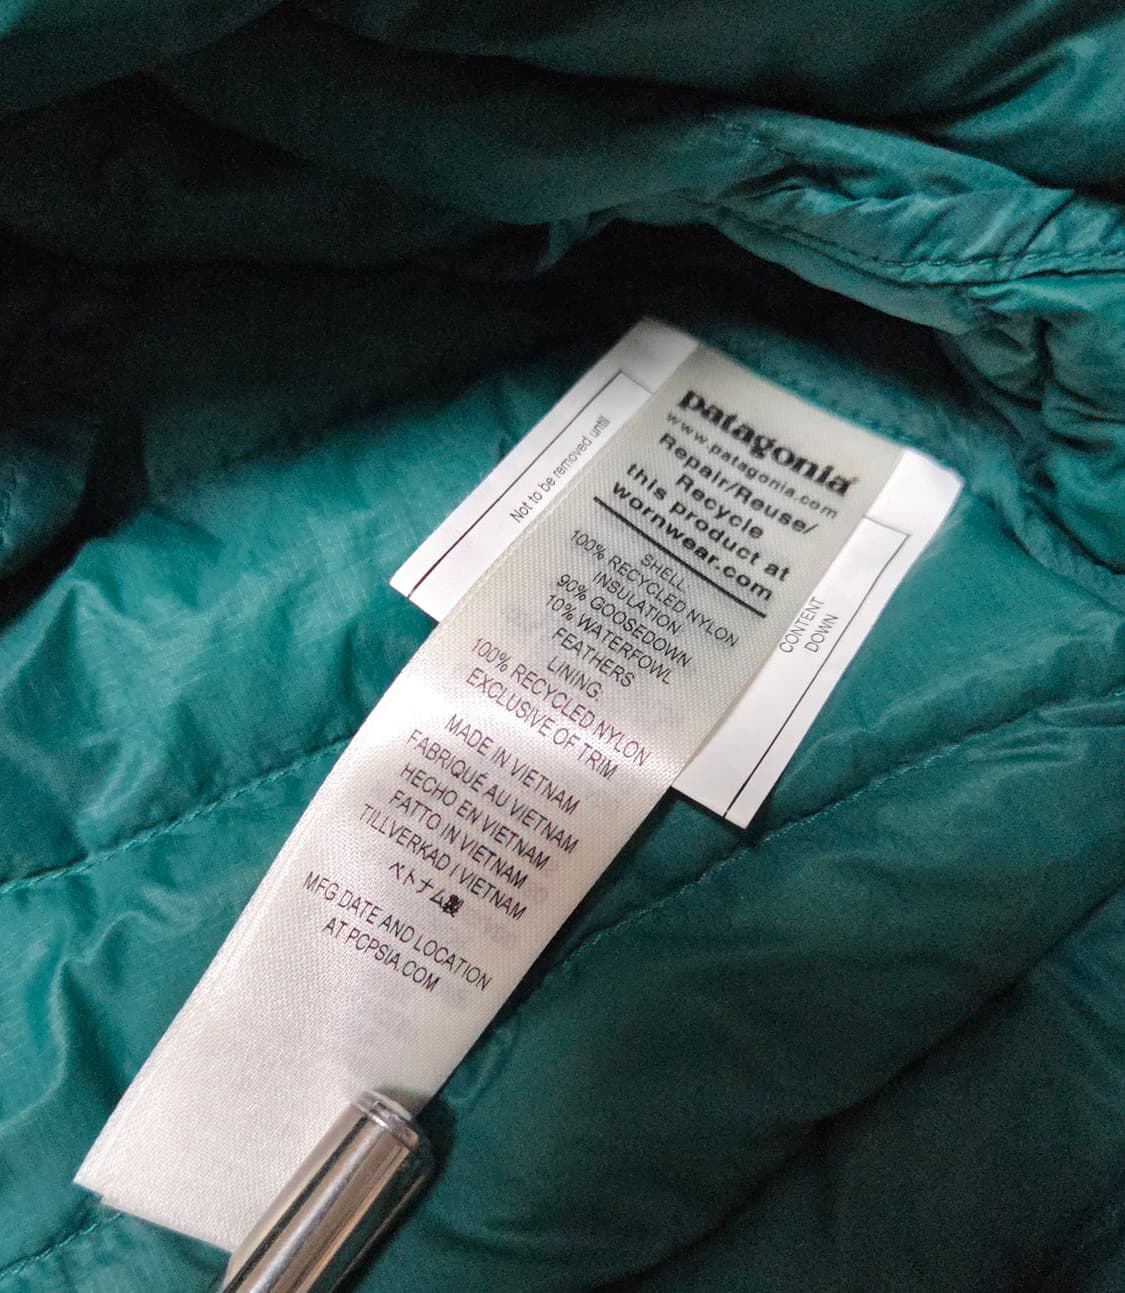 patagonia
www.patagonia.com
Repair/Reuse/
Recycle
this product at
wornwear.com
SHELL
100% RECYCLED NYLON
INSULATION
90% GOOSEDOWN
10% WATERFOWL
FEATHERS
LINING
100% RECYCLED NYLON
EXCLUSIVE OF TRIM
MADE IN VIETNAM
FABRIQUÉ AU VIETNAM
HECHO EN VIETNAM
FATTO IN VIETNAM
TILLVERKAD I VIETNAM
ベトナム製
MFG DATE AND LOCATION
AT PCPSIA.COM
Not to be removed until
CONTENT
DOWN